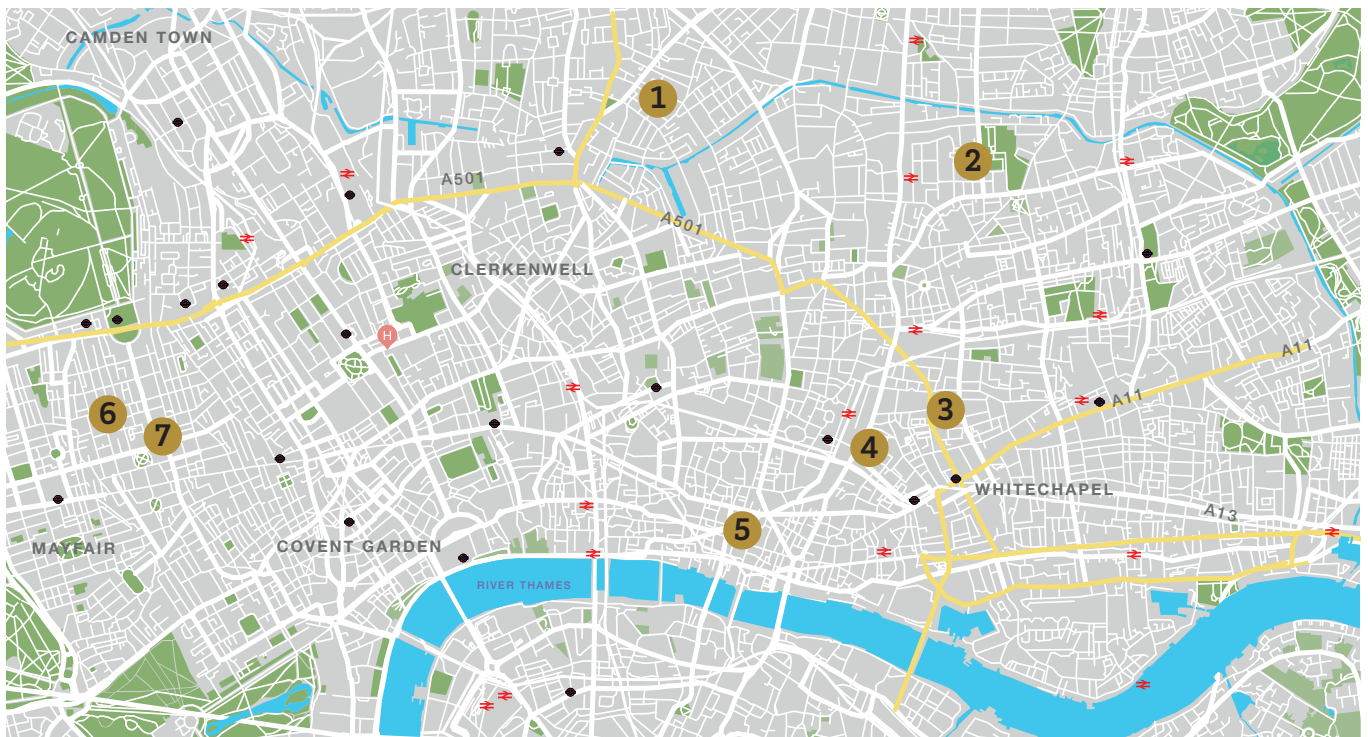 CAMDEN TOWN
1
2
A501
A501
CLERKENWELL
H
A11
A11
6
7
3
4
WHITECHAPEL
A13
5
MAYFAIR
COVENT GARDEN
RIVER THAMES